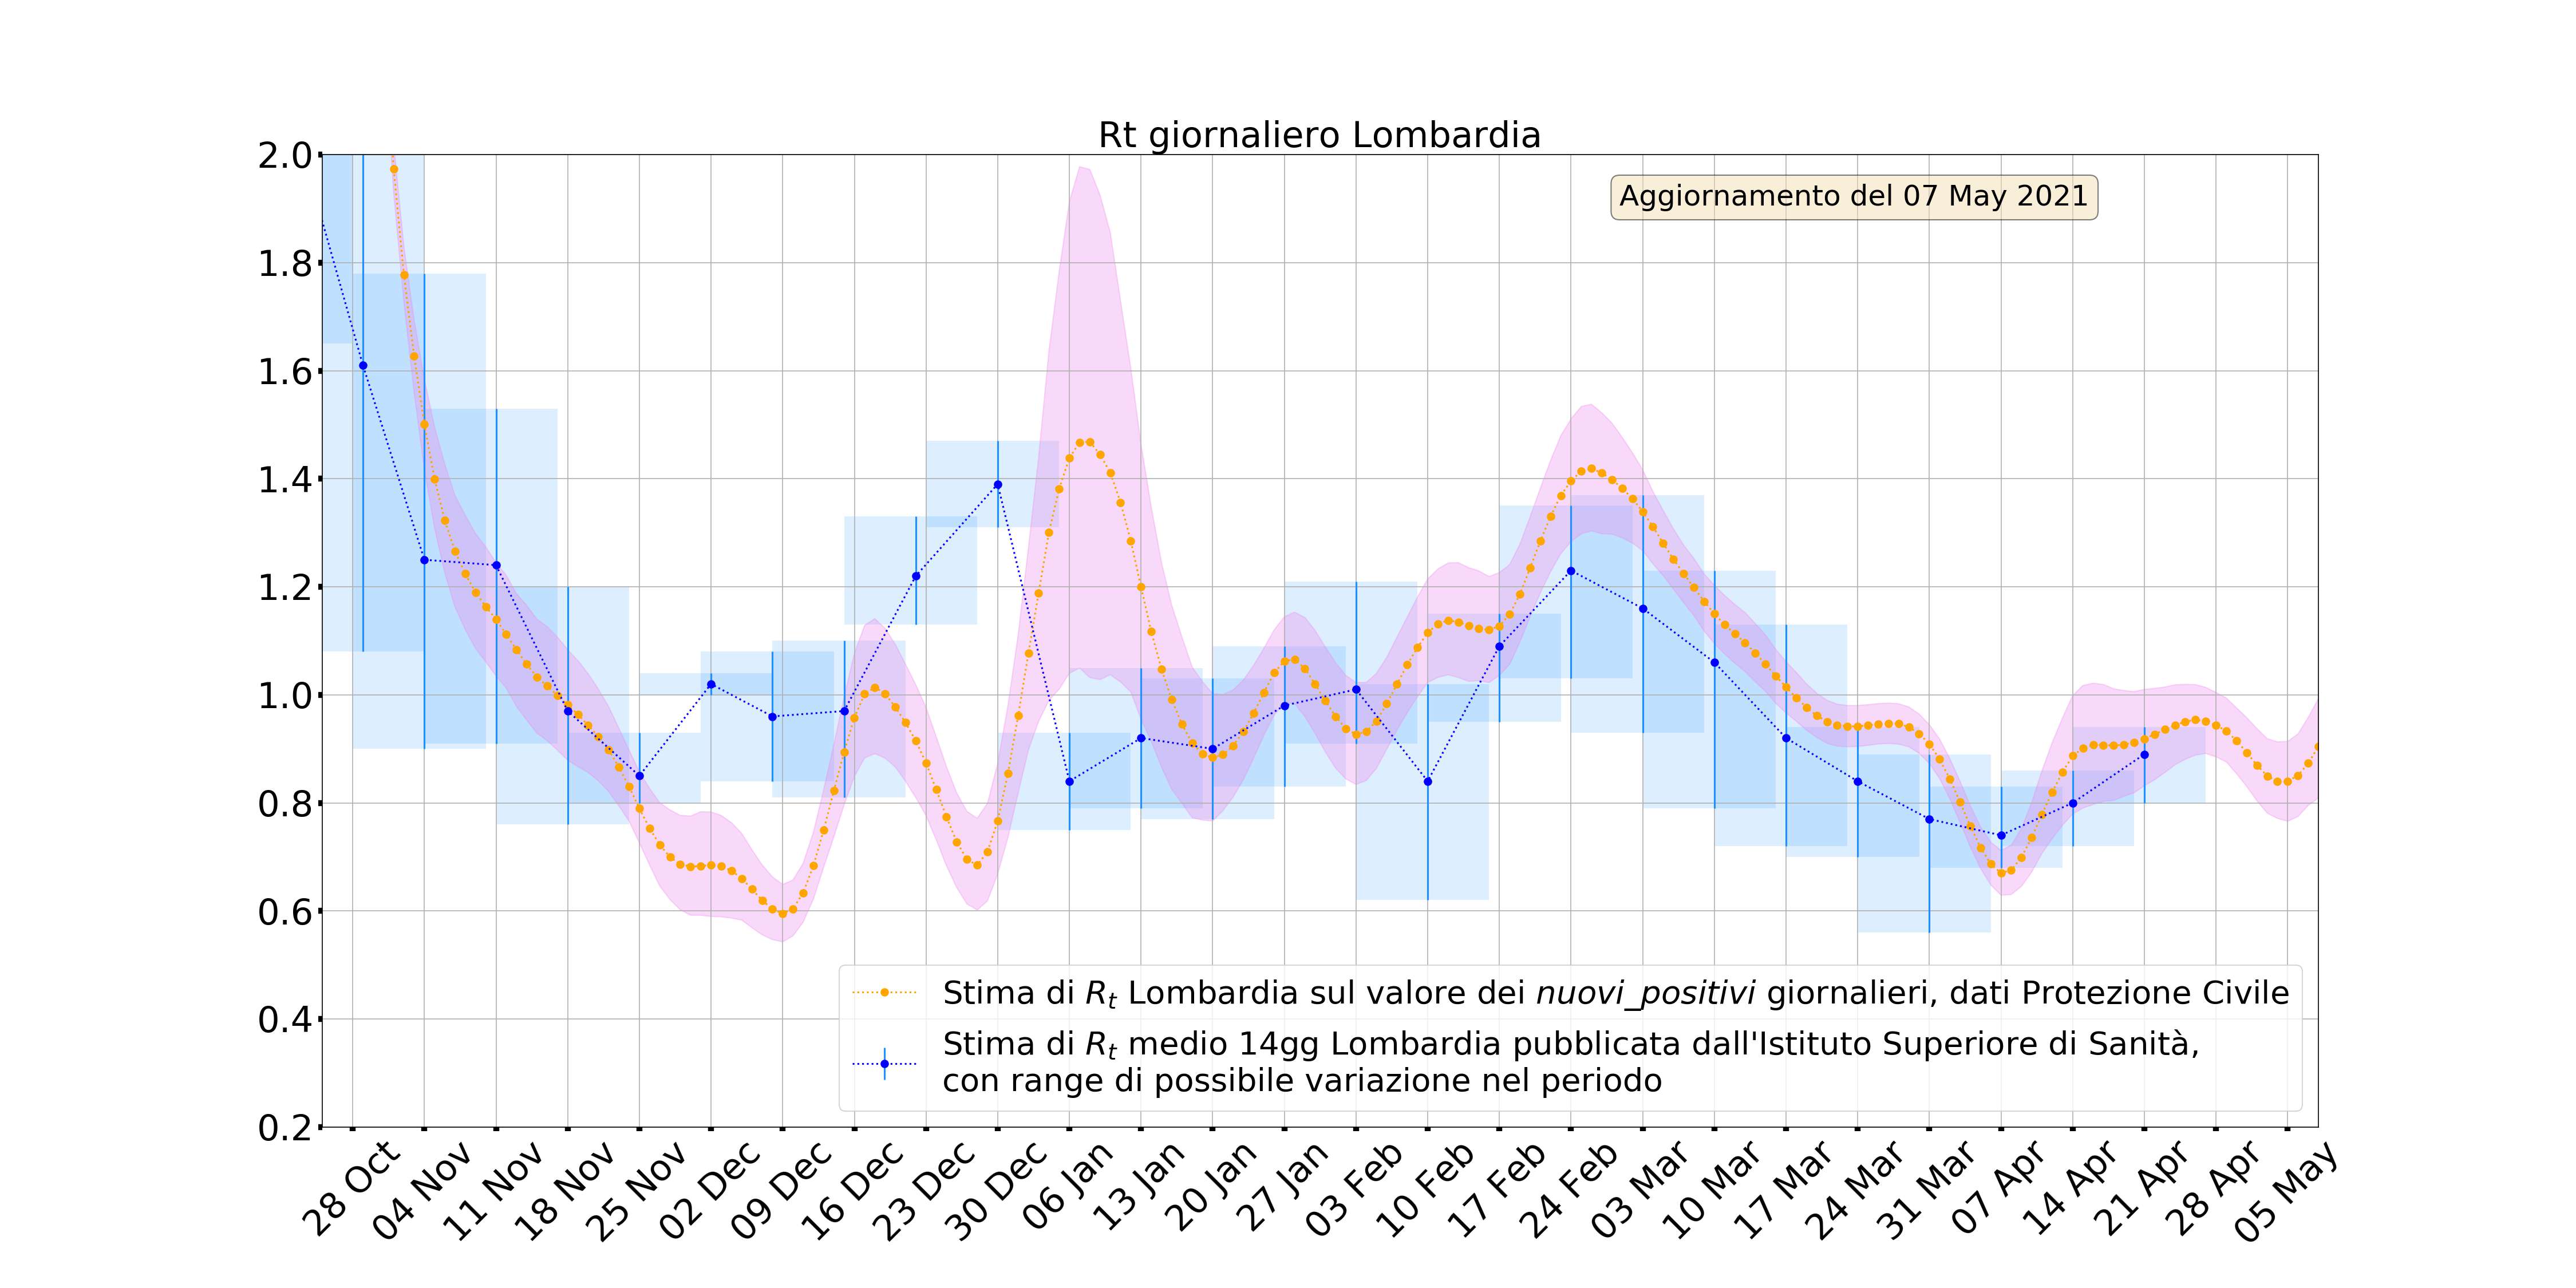 Rt giornaliero Lombardia
Aggiornamento del 07 May 2021
2.0
1.8
1.6
1.4
1.2
1.0
0.8
0.6
0.4
0.2
Stima di Rt Lombardia sul valore dei nuovi_positivi giornalieri, dati Protezione Civile
Stima di Rt medio 14gg Lombardia pubblicata dall'Istituto Superiore di Sanità,
con range di possibile variazione nel periodo
28 Oct
04 Nov
11 Nov
18 Nov
25 Nov
02 Dec
09 Dec
16 Dec
23 Dec
30 Dec
06 Jan
13 Jan
20 Jan
27 Jan
03 Feb
10 Feb
17 Feb
24 Feb
03 Mar
10 Mar
17 Mar
24 Mar
31 Mar
07 Apr
14 Apr
21 Apr
28 Apr
05 May